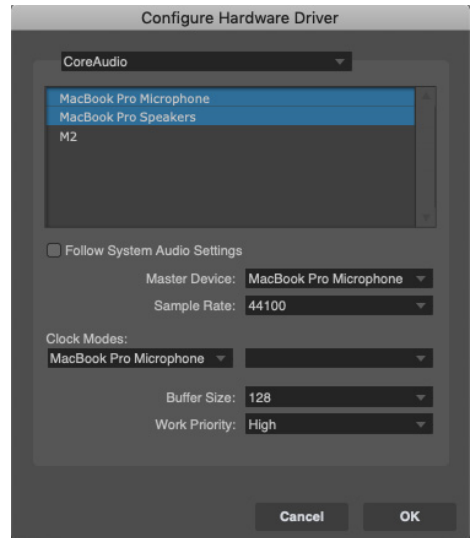 Configure Hardware Driver
CoreAudio
MacBook Pro Microphone
MacBook Pro Speakers
M2
Follow System Audio Settings
Master Device: MacBook Pro Microphone
Sample Rate: 44100
Clock Modes:
MacBook Pro Microphone
Buffer Size: 128
Work Priority: High
Cancel OK